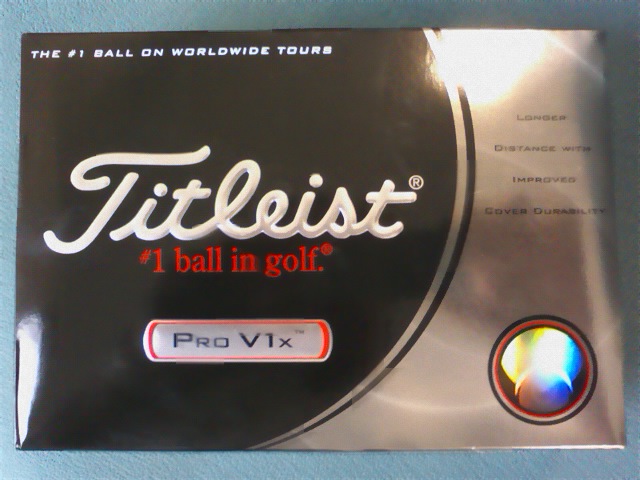 THE #1 BALL ON WORLDWIDE TOURS
Longer
Distance with
Improved
Cover Durability
Titleist®
#1 ball in golf.®
Pro V1x™